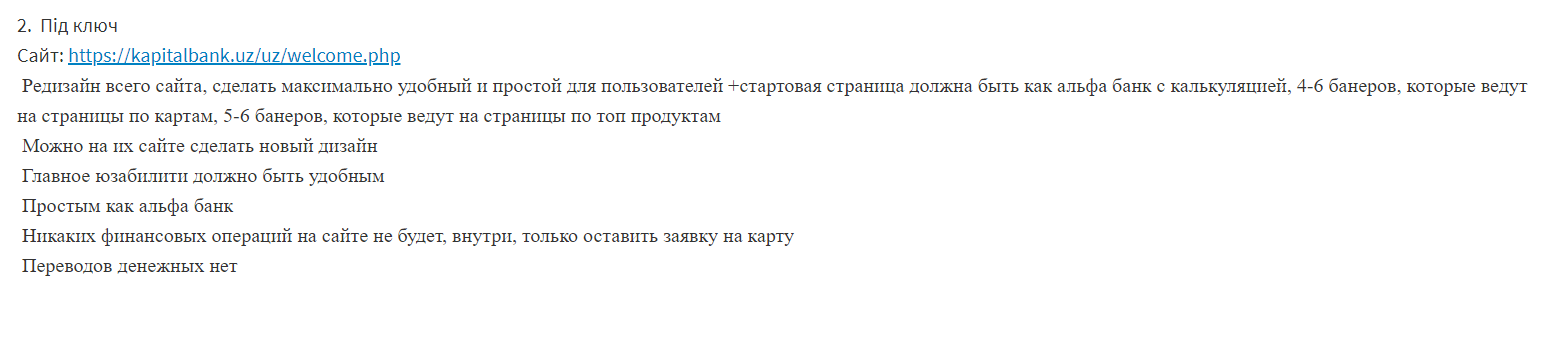 2. Під ключ
Сайт: https://kapitalbank.uz/uz/welcome.php
Редизайн всего сайта, сделать максимально удобный и простой для пользователей +стартовая страница должна быть как альфа банк с калькуляцией, 4-6 банеров, которые ведут
на страницы по картам, 5-6 банеров, которые ведут на страницы по топ продуктам
Можно на их сайте сделать новый дизайн
Главное юзабилити должно быть удобным
Простым как альфа банк
Никаких финансовых операций на сайте не будет, внутри, только оставить заявку на карту
Переводов денежных нет